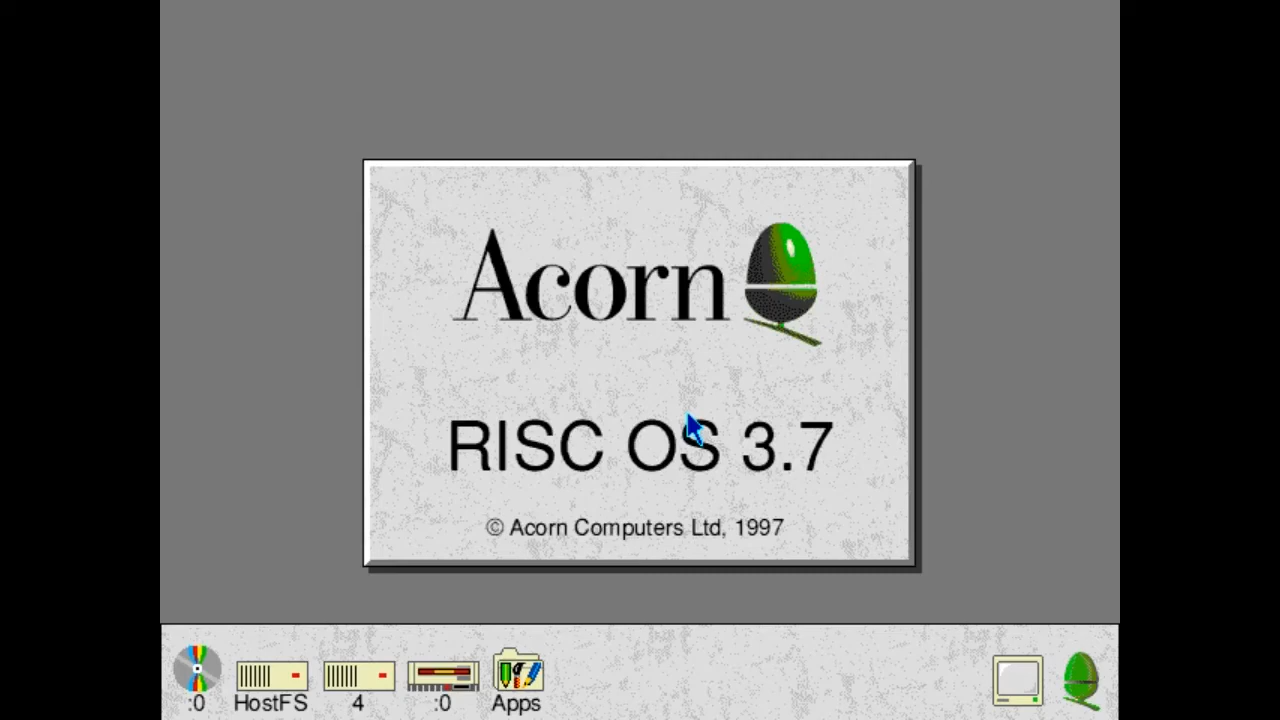 Acorn
RISC OS 3.7
© Acorn Computers Ltd, 1997
:0 HostFS 4 :0 Apps